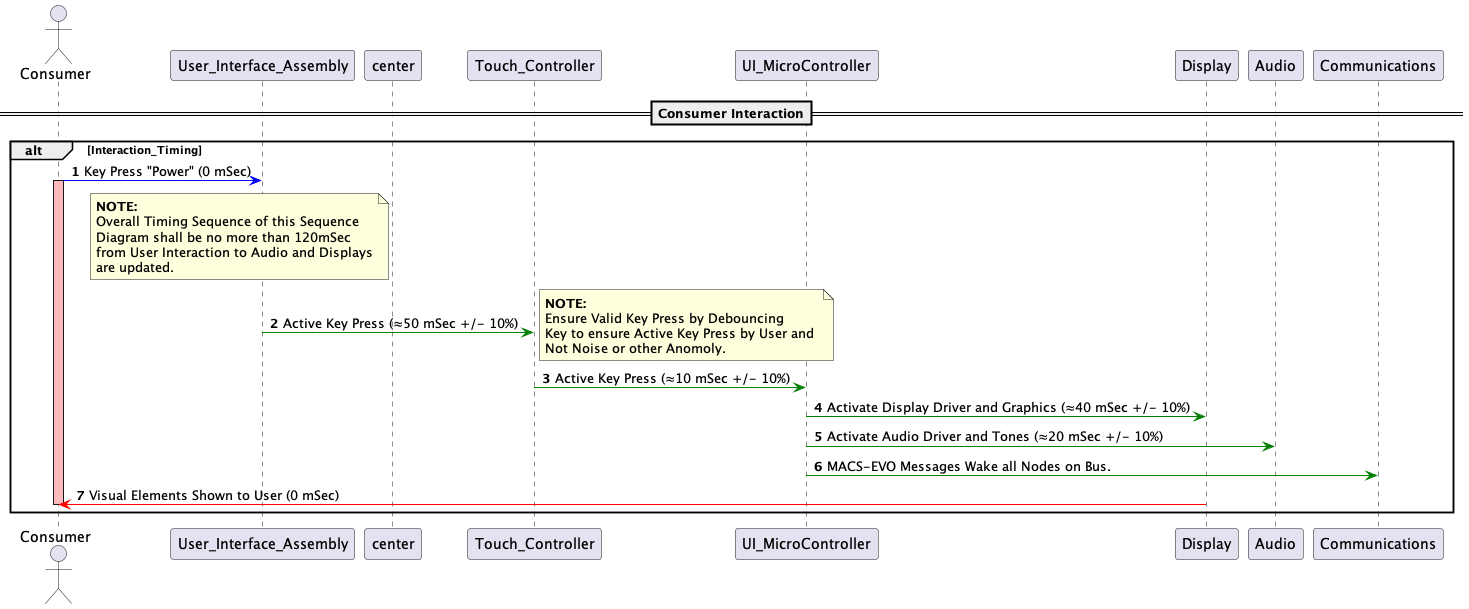 Consumer
User_Interface_Assembly
center
Touch_Controller
UI_MicroController
Display
Audio
Communications
Consumer Interaction
alt
[Interaction_Timing]
1 Key Press "Power" (0 mSec)
NOTE:
Overall Timing Sequence of this Sequence
Diagram shall be no more than 120mSec
from User Interaction to Audio and Displays
are updated.
2 Active Key Press (≈50 mSec +/- 10%)
NOTE:
Ensure Valid Key Press by Debouncing
Key to ensure Active Key Press by User and
Not Noise or other Anomoly.
3 Active Key Press (≈10 mSec +/- 10%)
4 Activate Display Driver and Graphics (≈40 mSec +/- 10%)
5 Activate Audio Driver and Tones (≈20 mSec +/- 10%)
6 MACS-EVO Messages Wake all Nodes on Bus.
7 Visual Elements Shown to User (0 mSec)
Consumer
User_Interface_Assembly
center
Touch_Controller
UI_MicroController
Display
Audio
Communications